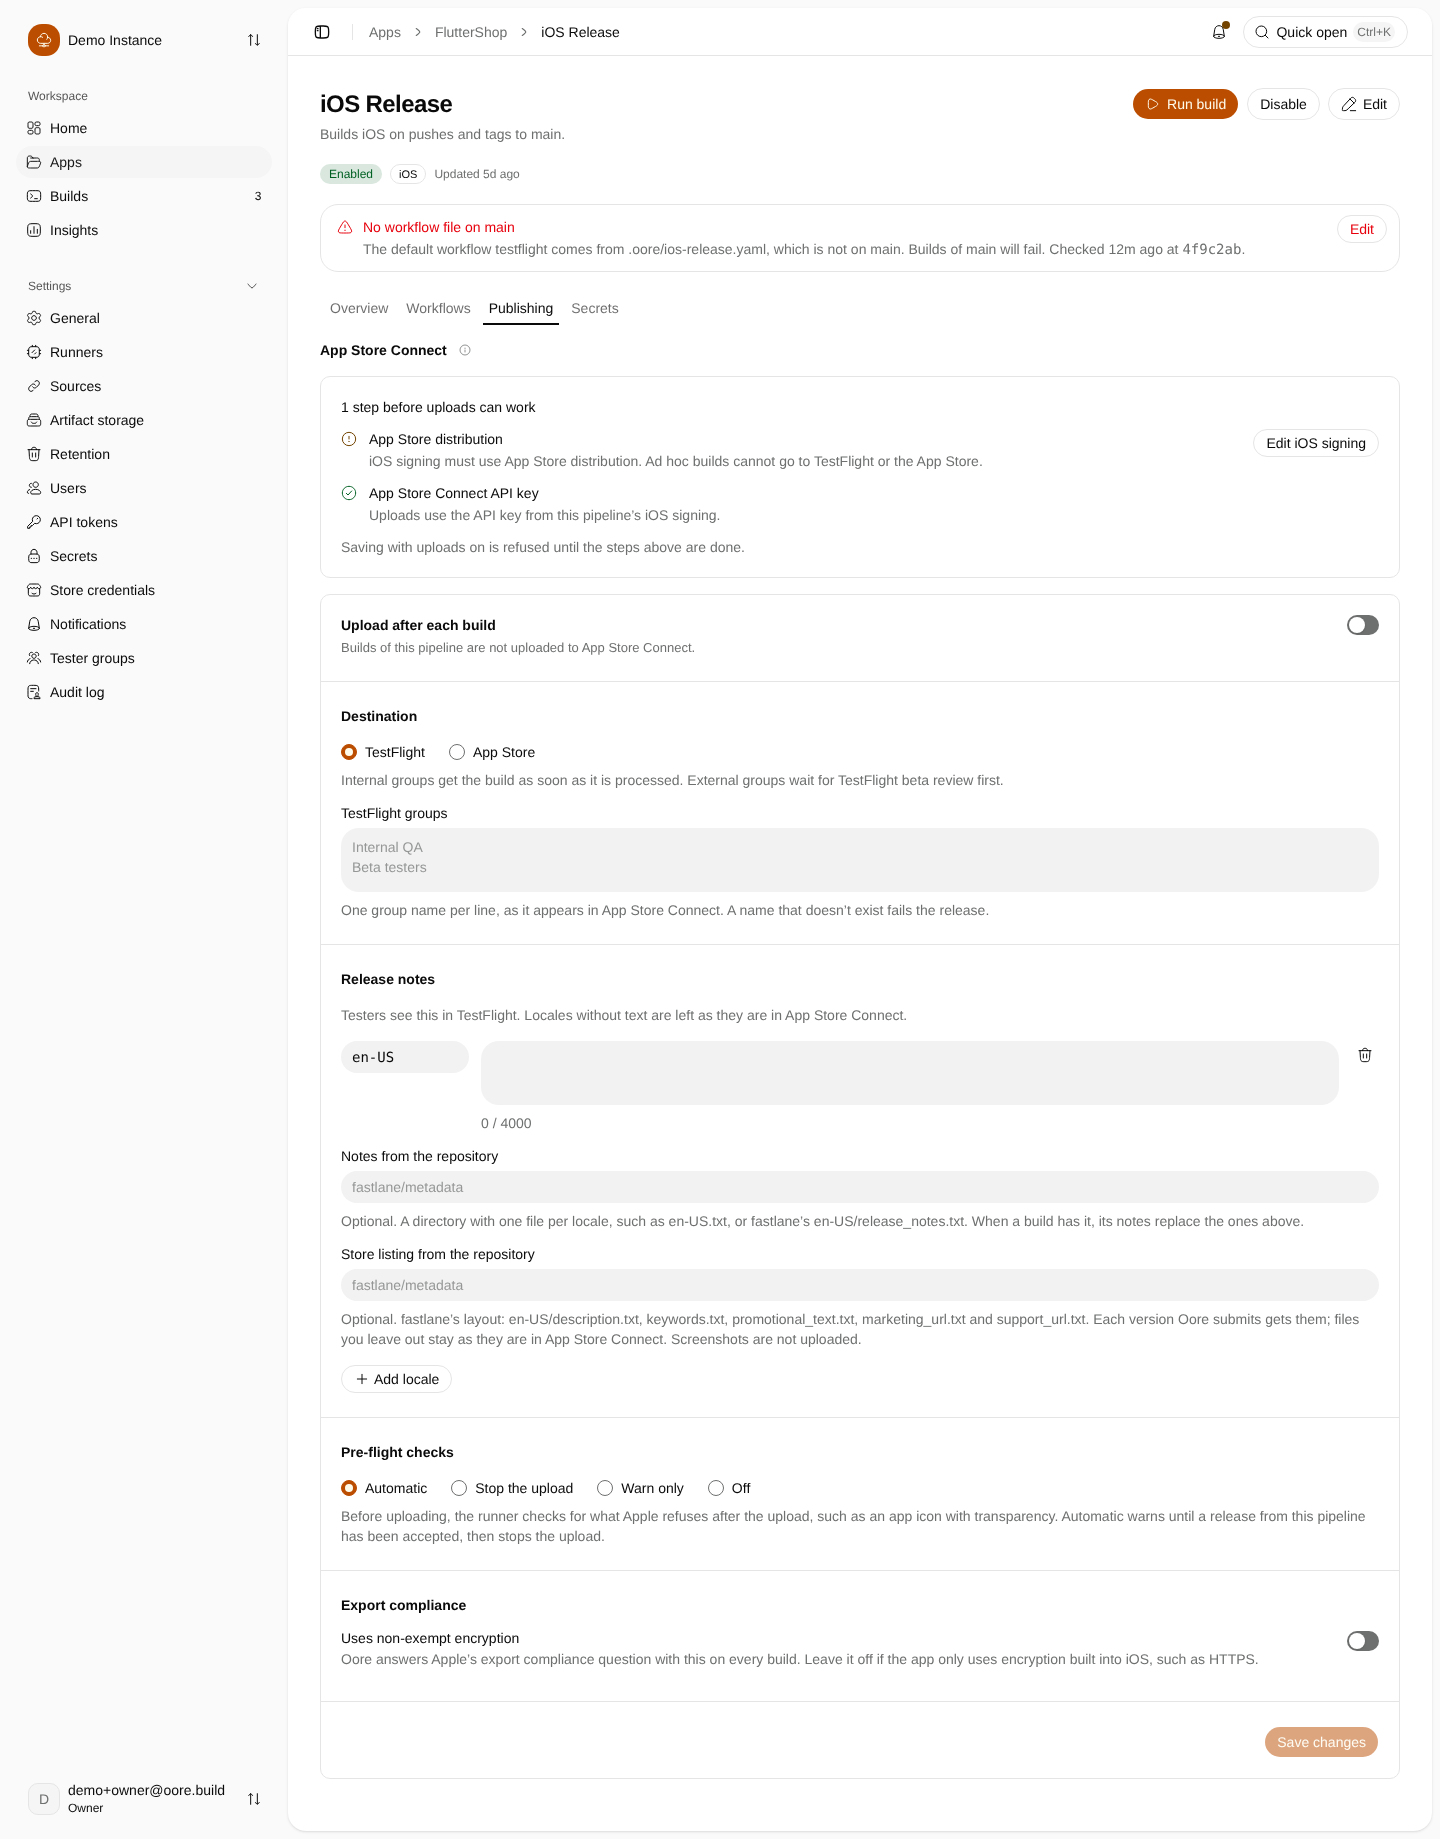 Demo Instance
Workspace
Home
Apps
Builds
3
Insights
Settings
General
Runners
Sources
Artifact storage
Retention
Users
API tokens
Secrets
Store credentials
Notifications
Tester groups
Audit log
D
demo+owner@oore.build
Owner
Apps
FlutterShop
iOS Release
Quick open
Ctrl+K
iOS Release
Run build
Disable
Edit
Builds iOS on pushes and tags to main.
Enabled
iOS
Updated 5d ago
No workflow file on main
Edit
The default workflow testflight comes from .oore/ios-release.yaml, which is not on main. Builds of main will fail. Checked 12m ago at 4f9c2ab.
Overview
Workflows
Publishing
Secrets
App Store Connect
1 step before uploads can work
App Store distribution
Edit iOS signing
iOS signing must use App Store distribution. Ad hoc builds cannot go to TestFlight or the App Store.
App Store Connect API key
Uploads use the API key from this pipeline’s iOS signing.
Saving with uploads on is refused until the steps above are done.
Upload after each build
Builds of this pipeline are not uploaded to App Store Connect.
Destination
TestFlight
App Store
Internal groups get the build as soon as it is processed. External groups wait for TestFlight beta review first.
TestFlight groups
Internal QA
Beta testers
One group name per line, as it appears in App Store Connect. A name that doesn’t exist fails the release.
Release notes
Testers see this in TestFlight. Locales without text are left as they are in App Store Connect.
en-US
0 / 4000
Notes from the repository
fastlane/metadata
Optional. A directory with one file per locale, such as en-US.txt, or fastlane’s en-US/release_notes.txt. When a build has it, its notes replace the ones above.
Store listing from the repository
fastlane/metadata
Optional. fastlane’s layout: en-US/description.txt, keywords.txt, promotional_text.txt, marketing_url.txt and support_url.txt. Each version Oore submits gets them; files
you leave out stay as they are in App Store Connect. Screenshots are not uploaded.
Add locale
Pre-flight checks
Automatic
Stop the upload
Warn only
Off
Before uploading, the runner checks for what Apple refuses after the upload, such as an app icon with transparency. Automatic warns until a release from this pipeline
has been accepted, then stops the upload.
Export compliance
Uses non-exempt encryption
Oore answers Apple’s export compliance question with this on every build. Leave it off if the app only uses encryption built into iOS, such as HTTPS.
Save changes